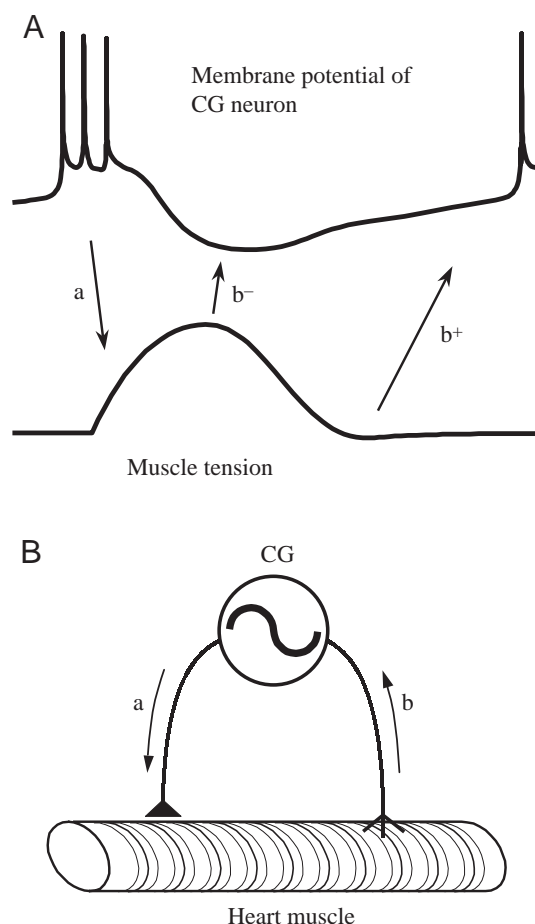 A
Membrane potential of
CG neuron
a
b–
b+
Muscle tension
B
CG
a
b
Heart muscle